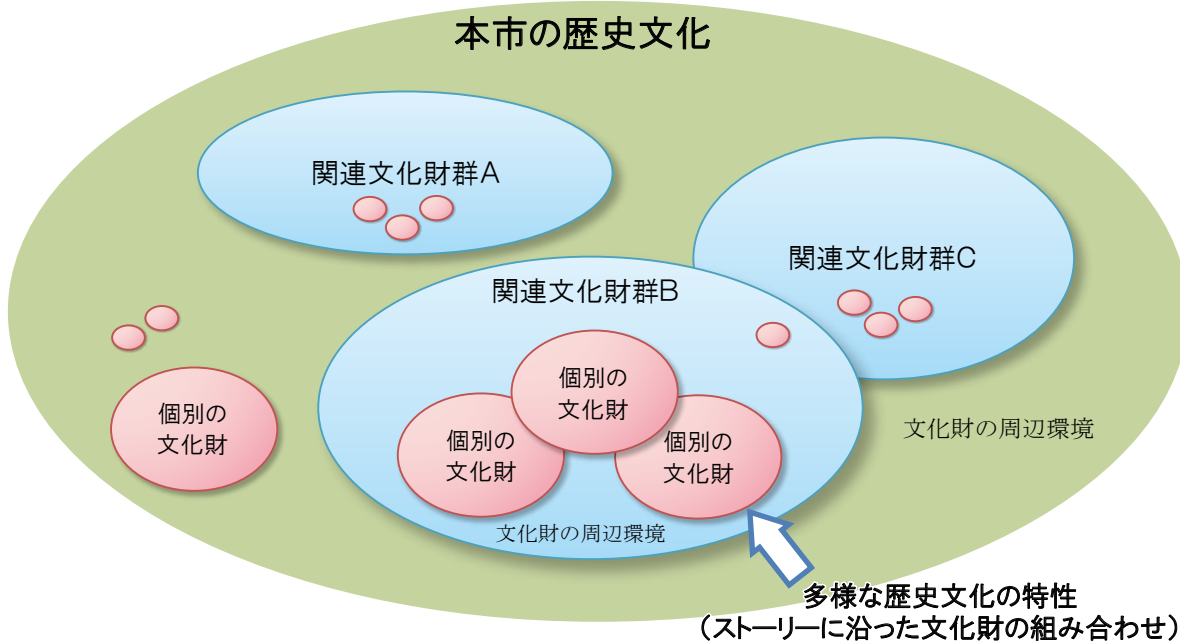 本市の歴史文化
関連文化財群A
関連文化財群C
関連文化財群B
個別の
文化財
個別の
文化財
個別の
文化財
個別の
文化財
文化財の周辺環境
文化財の周辺環境
多様な歴史文化の特性
（ストーリーに沿った文化財の組み合わせ）